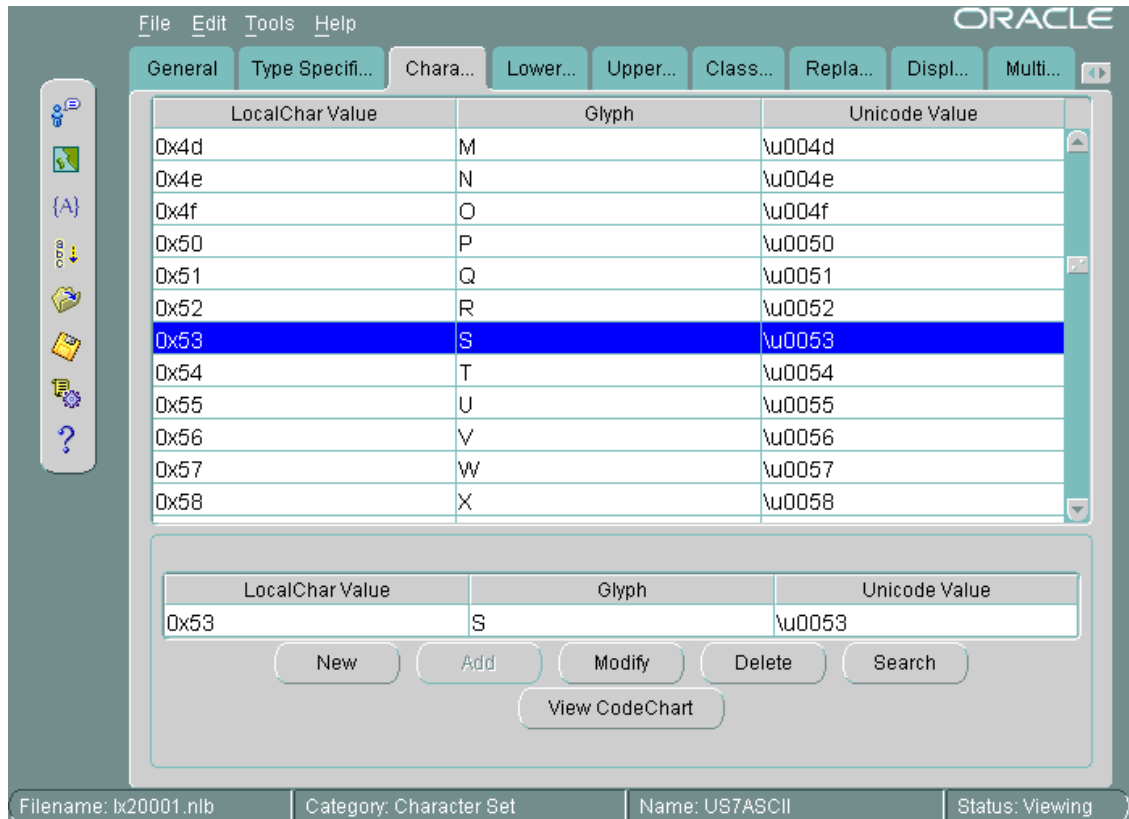 File Edit Tools Help ORACLE
General Type Specifi... Chara... Lower... Upper... Class... Repla... Displ... Multi...
LocalChar Value Glyph Unicode Value
0x4d M \u004d
0x4e N \u004e
0x4f O \u004f
0x50 P \u0050
0x51 Q \u0051
0x52 R \u0052
0x53 S \u0053
0x54 T \u0054
0x55 U \u0055
0x56 V \u0056
0x57 W \u0057
0x58 X \u0058
{A}
a
b
c
?
LocalChar Value Glyph Unicode Value
0x53 S \u0053
New Add Modify Delete Search
View CodeChart
Filename: lx20001.nlb Category: Character Set Name: US7ASCII Status: Viewing